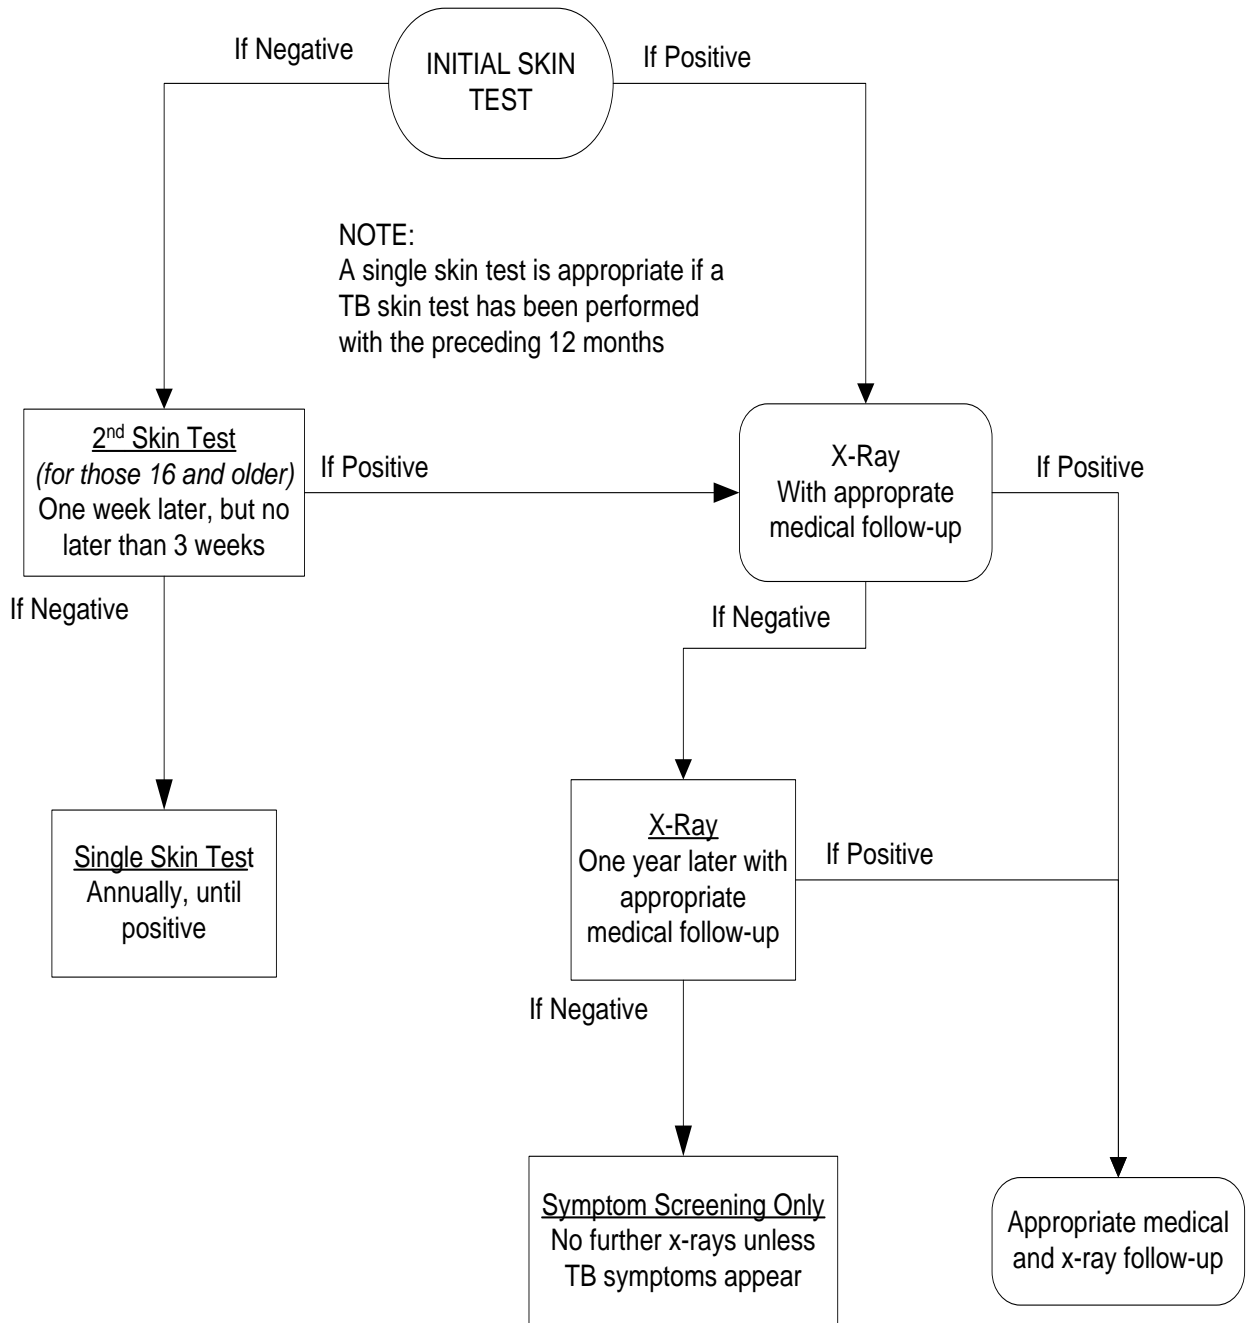 If Negative
INITIAL SKIN
TEST
If Positive
NOTE:
A single skin test is appropriate if a
TB skin test has been performed
with the preceding 12 months
2nd Skin Test
(for those 16 and older)
One week later, but no
later than 3 weeks
If Positive
X-Ray
With approprate
medical follow-up
If Positive
If Negative
If Negative
Single Skin Test
Annually, until
positive
X-Ray
One year later with
appropriate
medical follow-up
If Positive
If Negative
Symptom Screening Only
No further x-rays unless
TB symptoms appear
Appropriate medical
and x-ray follow-up